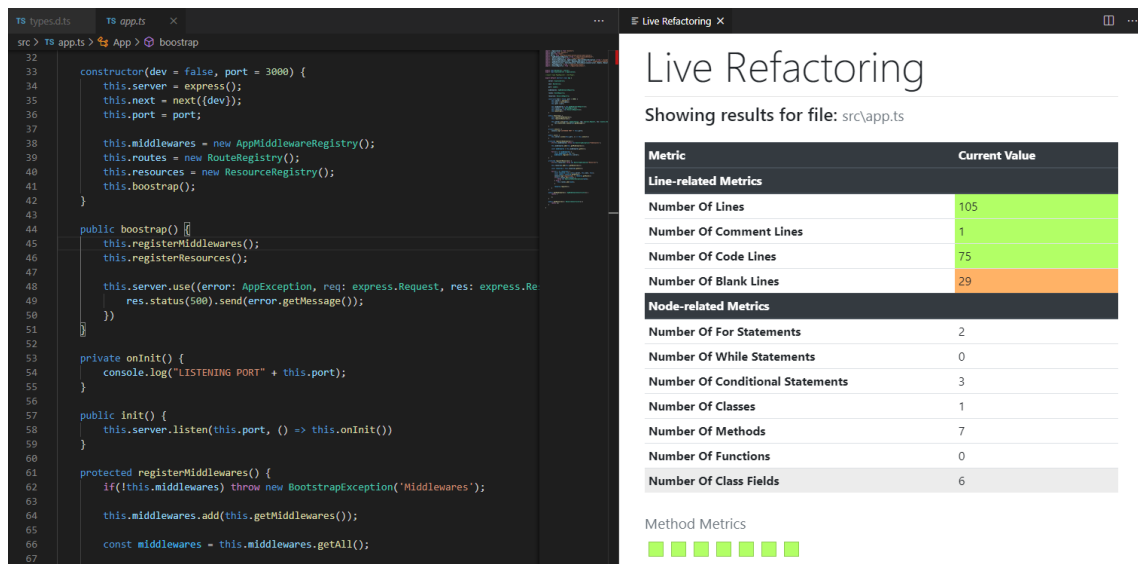 TS types.d.ts TS app.ts × ...
src > TS app.ts > App > boostrap
32
33 constructor(dev = false, port = 3000) {
34 this.server = express();
35 this.next = next({dev});
36 this.port = port;
37
38 this.middlewares = new AppMiddlewareRegistry();
39 this.routes = new RouteRegistry();
40 this.resources = new ResourceRegistry();
41 this.boostrap();
42 }
43
44 public boostrap() {
45 this.registerMiddlewares();
46 this.registerResources();
47
48 this.server.use((error: AppException, req: express.Request, res: express.Re
49 res.status(500).send(error.getMessage());
50 })
51 }
52
53 private onInit() {
54 console.log("LISTENING PORT" + this.port);
55 }
56
57 public init() {
58 this.server.listen(this.port, () => this.onInit())
59 }
60
61 protected registerMiddlewares() {
62 if(!this.middlewares) throw new BootstrapException('Middlewares');
63
64 this.middlewares.add(this.getMiddlewares());
65
66 const middlewares = this.middlewares.getAll();
67
Live Refactoring × ...
Live Refactoring
Showing results for file: src\app.ts
Metric Current Value
Line-related Metrics
Number Of Lines 105
Number Of Comment Lines 1
Number Of Code Lines 75
Number Of Blank Lines 29
Node-related Metrics
Number Of For Statements 2
Number Of While Statements 0
Number Of Conditional Statements 3
Number Of Classes 1
Number Of Methods 7
Number Of Functions 0
Number Of Class Fields 6
Method Metrics